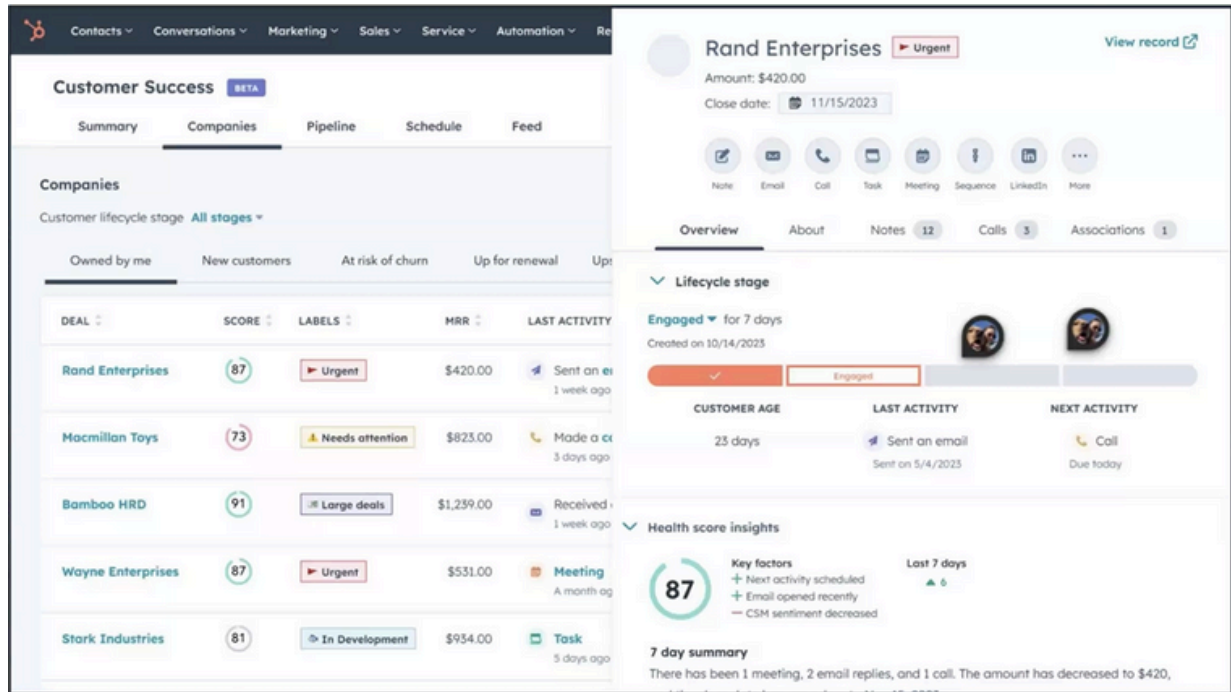 Contacts Conversations Marketing Sales Service Automation Re
Customer Success BETA
Summary Companies Pipeline Schedule Feed
Companies
Customer lifecycle stage All stages
Owned by me New customers At risk of churn Up for renewal Ups
DEAL SCORE LABELS MRR LAST ACTIVITY
Rand Enterprises 87 Urgent $420.00 Sent an e
1 week ago
Macmillan Toys 73 Needs attention $823.00 Made a c
3 days ago
Bamboo HRD 91 Large deals $1,239.00 Received
1 week ago
Wayne Enterprises 87 Urgent $531.00 Meeting
A month ag
Stark Industries 81 In Development $934.00 Task
5 days ago
Rand Enterprises Urgent View record
Amount: $420.00
Close date: 11/15/2023
Note Email Call Task Meeting Sequence LinkedIn More
Overview About Notes 12 Calls 3 Associations 1
Lifecycle stage
Engaged for 7 days
Created on 10/14/2023
Engaged
CUSTOMER AGE LAST ACTIVITY NEXT ACTIVITY
23 days Sent an email Call
Sent on 5/4/2023 Due today
Health score insights
87
Key factors Last 7 days
+ Next activity scheduled 6
+ Email opened recently
− CSM sentiment decreased
7 day summary
There has been 1 meeting, 2 email replies, and 1 call. The amount has decreased to $420,